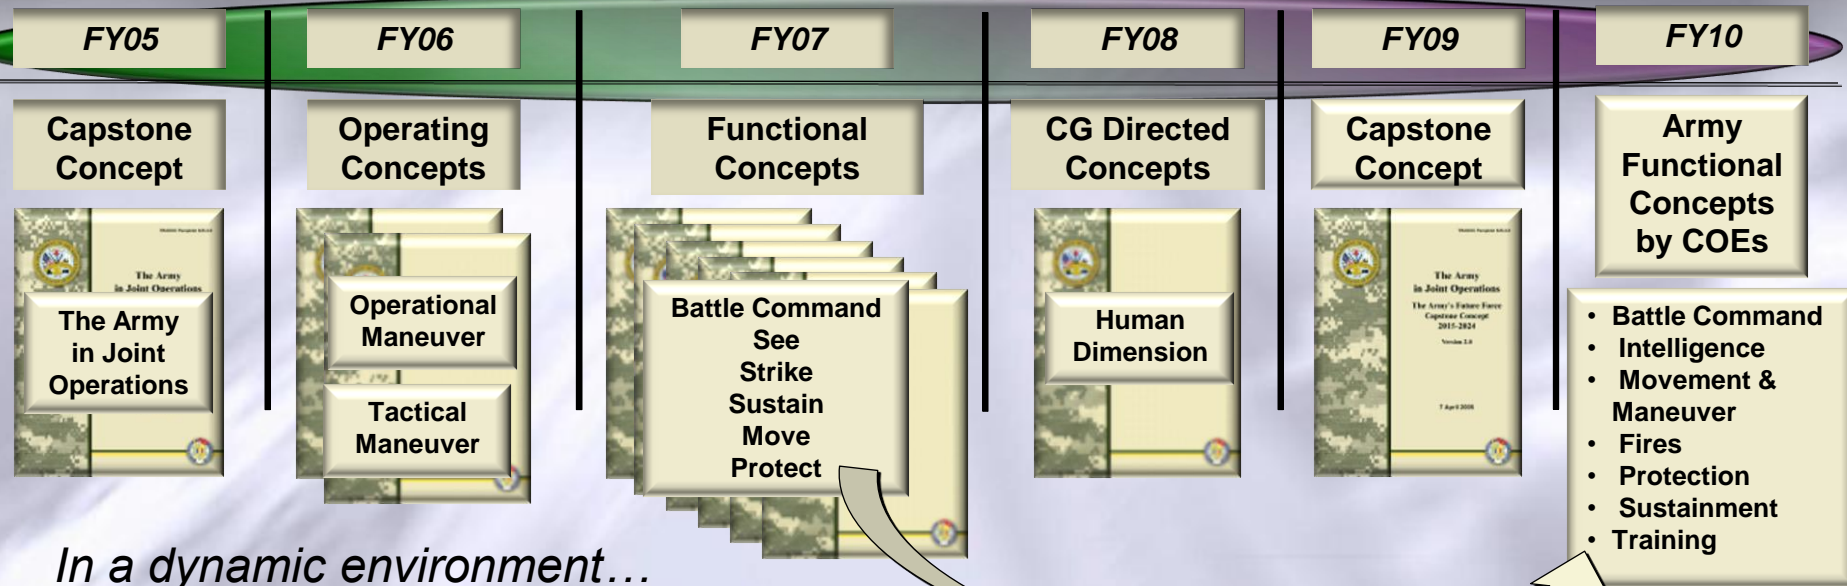 FY05
FY06
FY07
FY08
FY09
FY10
Capstone
Concept
Operating
Concepts
Functional
Concepts
CG Directed
Concepts
Capstone
Concept
Army
Functional
Concepts
by COEs
The Army
in Joint Operations
The Army
in Joint
Operations
Operational
Maneuver
Tactical
Maneuver
Battle Command
See
Strike
Sustain
Move
Protect
Human
Dimension
The Army
in Joint Operations
The Army's Future Force
Capstone Concept
2015-2024
Version 2.0
7 April 2005
• Battle Command
• Intelligence
• Movement &
Maneuver
• Fires
• Protection
• Sustainment
• Training
In a dynamic environment…